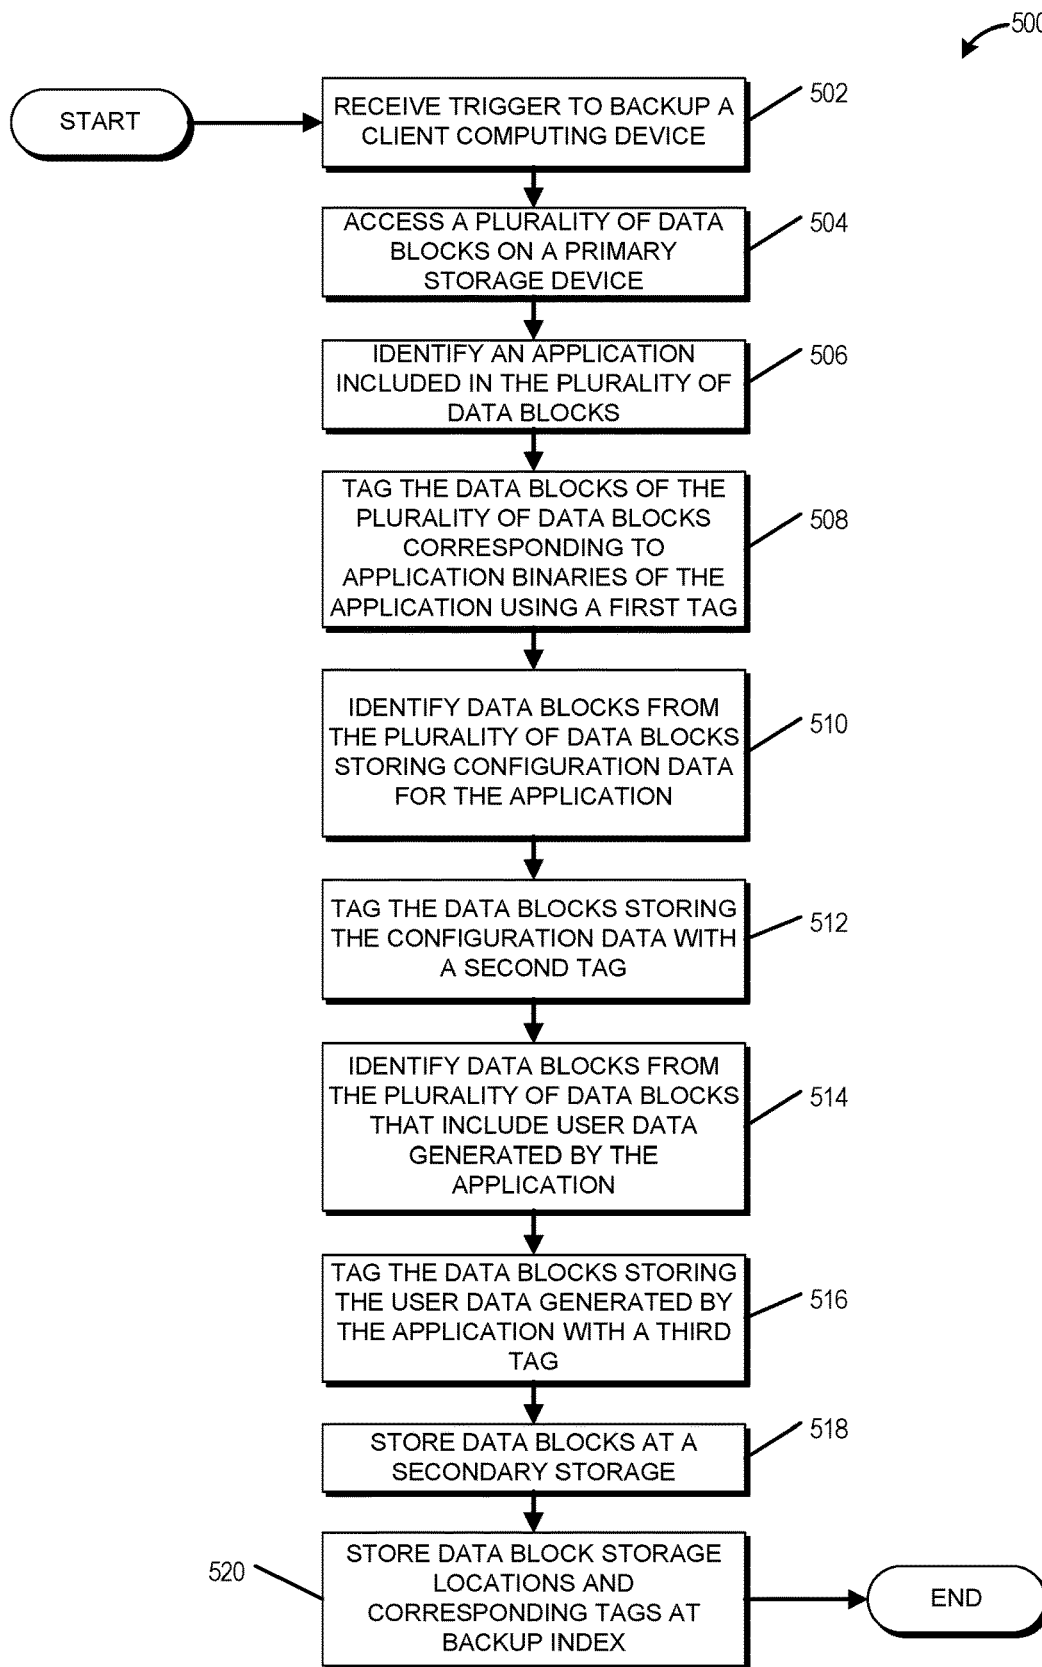 500
START
RECEIVE TRIGGER TO BACKUP A
CLIENT COMPUTING DEVICE
502
ACCESS A PLURALITY OF DATA
BLOCKS ON A PRIMARY
STORAGE DEVICE
504
IDENTIFY AN APPLICATION
INCLUDED IN THE PLURALITY OF
DATA BLOCKS
506
TAG THE DATA BLOCKS OF THE
PLURALITY OF DATA BLOCKS
CORRESPONDING TO
APPLICATION BINARIES OF THE
APPLICATION USING A FIRST TAG
508
IDENTIFY DATA BLOCKS FROM
THE PLURALITY OF DATA BLOCKS
STORING CONFIGURATION DATA
FOR THE APPLICATION
510
TAG THE DATA BLOCKS STORING
THE CONFIGURATION DATA WITH
A SECOND TAG
512
IDENTIFY DATA BLOCKS FROM
THE PLURALITY OF DATA BLOCKS
THAT INCLUDE USER DATA
GENERATED BY THE
APPLICATION
514
TAG THE DATA BLOCKS STORING
THE USER DATA GENERATED BY
THE APPLICATION WITH A THIRD
TAG
516
STORE DATA BLOCKS AT A
SECONDARY STORAGE
518
520
STORE DATA BLOCK STORAGE
LOCATIONS AND
CORRESPONDING TAGS AT
BACKUP INDEX
END